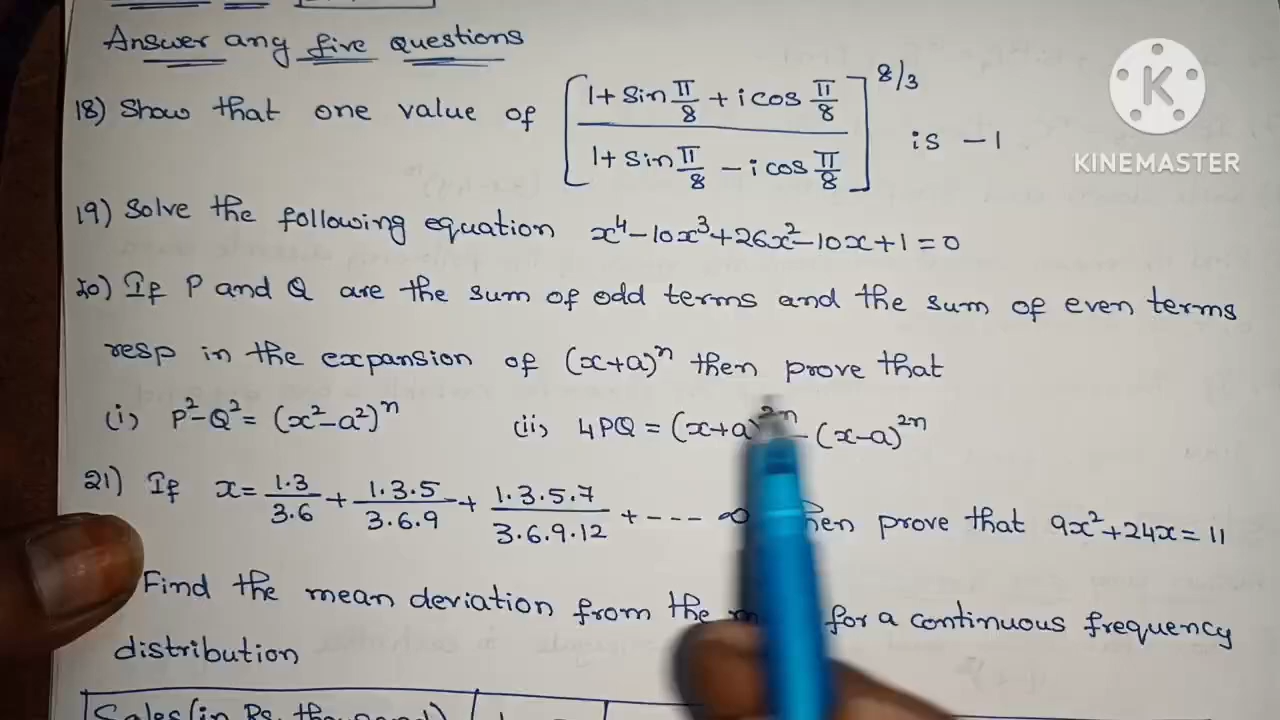 Answer any five questions
18) Show that one value of [(1+sin π/8 + i cos π/8)/(1+sin π/8 - i cos π/8)]^8/3 is -1
K
KINEMASTER
19) Solve the following equation x⁴-10x³+26x²-10x+1=0
20) If P and Q are the sum of odd terms and the sum of even terms
resp in the expansion of (x+a)ⁿ then prove that
(i) P²-Q²=(x²-a²)ⁿ (ii) 4PQ=(x+a)²ⁿ-(x-a)²ⁿ
21) If x= 1.3/3.6 + 1.3.5/3.6.9 + 1.3.5.7/3.6.9.12 + ---- ∞ then prove that 9x²+24x=11
Find the mean deviation from the for a continuous frequency
distribution
Sales (in Rs. thousand)